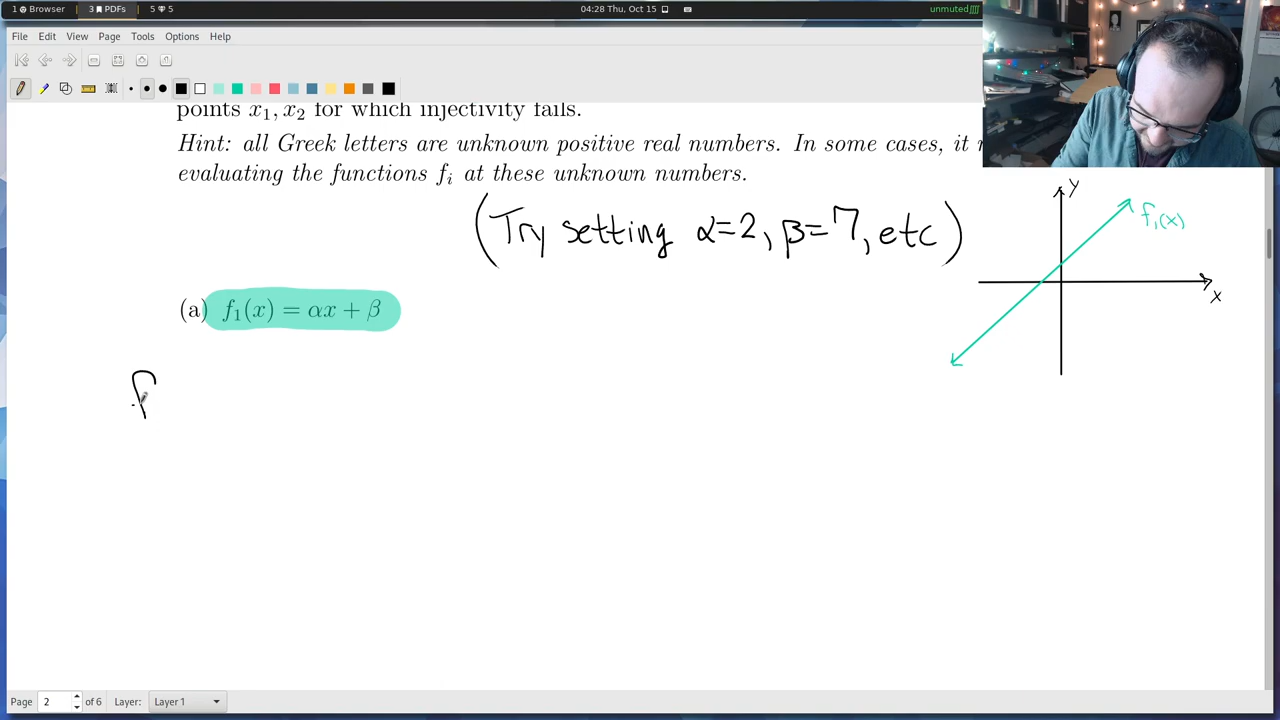 1 Browser 3 PDFs 5 5 04:28 Thu, Oct 15 unmuted
File Edit View Page Tools Options Help
points x₁, x₂ for which injectivity fails.
Hint: all Greek letters are unknown positive real numbers. In some cases, it
evaluating the functions fᵢ at these unknown numbers.
(Try setting α=2, β=7, etc)
y
f₁(x)
x
(a) f₁(x) = αx + β
f
Page 2 of 6 Layer: Layer 1